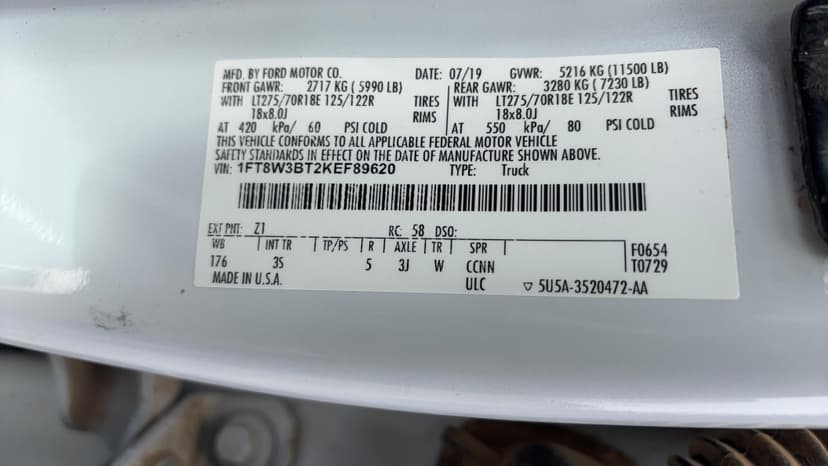 MFD. BY FORD MOTOR CO. DATE: 07/19 GVWR: 5216 KG (11500 LB)
FRONT GAWR: 2717 KG ( 5990 LB) REAR GAWR: 3280 KG ( 7230 LB)
WITH LT275/70R18E 125/122R TIRES WITH LT275/70R18E 125/122R TIRES
18x8.0J RIMS 18x8.0J RIMS
AT 420 kPa/ 60 PSI COLD AT 550 kPa/ 80 PSI COLD
THIS VEHICLE CONFORMS TO ALL APPLICABLE FEDERAL MOTOR VEHICLE
SAFETY STANDARDS IN EFFECT ON THE DATE OF MANUFACTURE SHOWN ABOVE.
VIN: 1FT8W3BT2KEF89620 TYPE: Truck
EXT PNT: Z1 RC: 58 DSO:
WB INT TR TP/PS R AXLE TR SPR F0654
176 3S 5 3J W CCNN T0729
MADE IN U.S.A. ULC ▽ 5U5A-3520472-AA